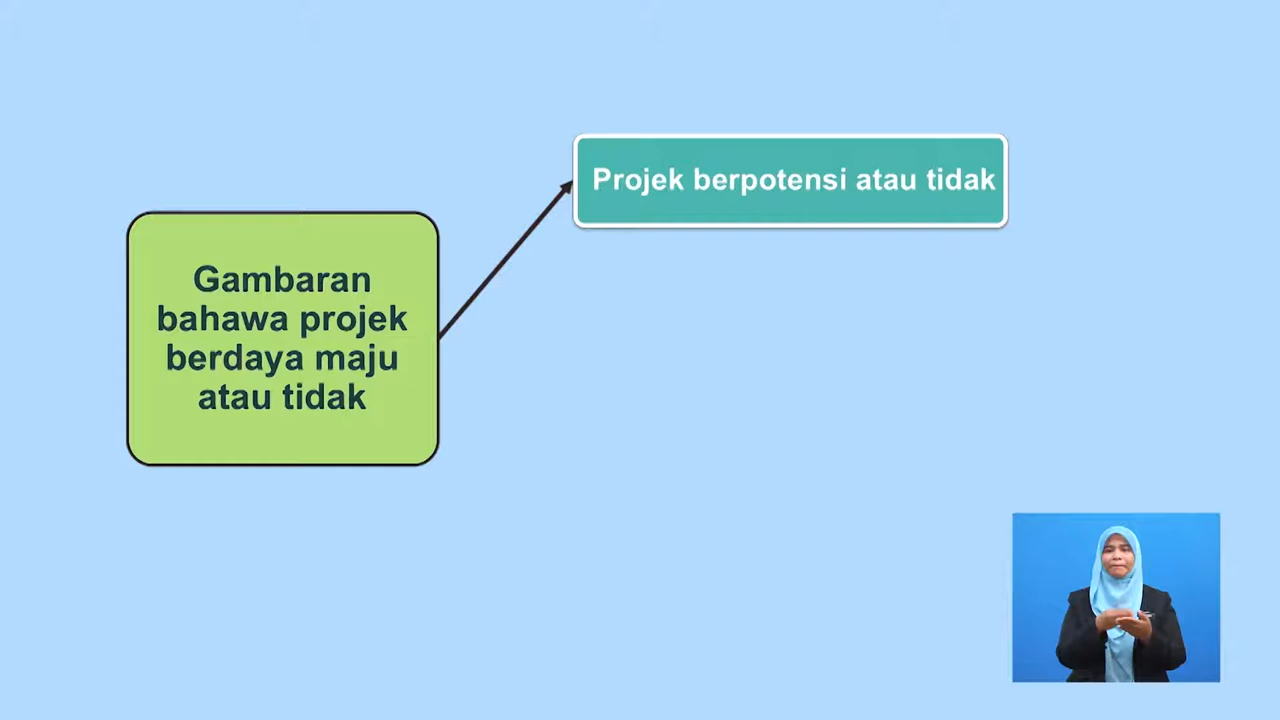 Gambaran
bahawa projek
berdaya maju
atau tidak
Projek berpotensi atau tidak